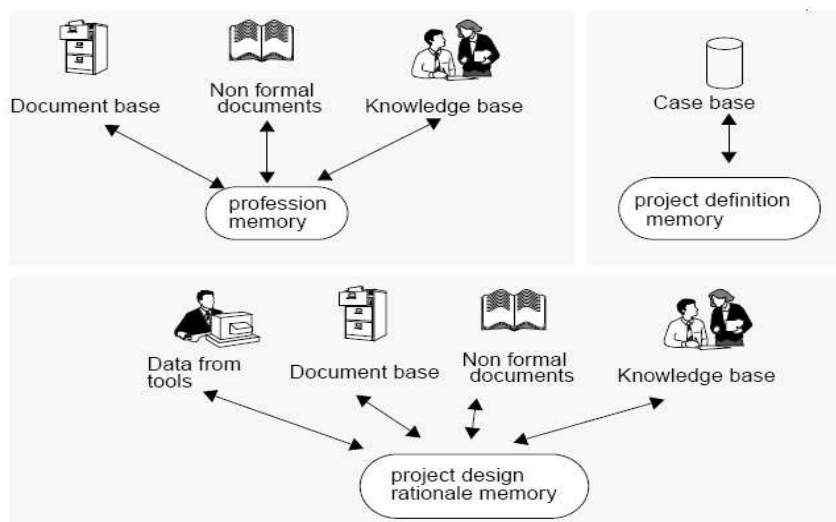 Document base
Non formal
documents
Knowledge base
profession
memory
Case base
project definition
memory
Data from
tools
Document base
Non formal
documents
Knowledge base
project design
rationale memory